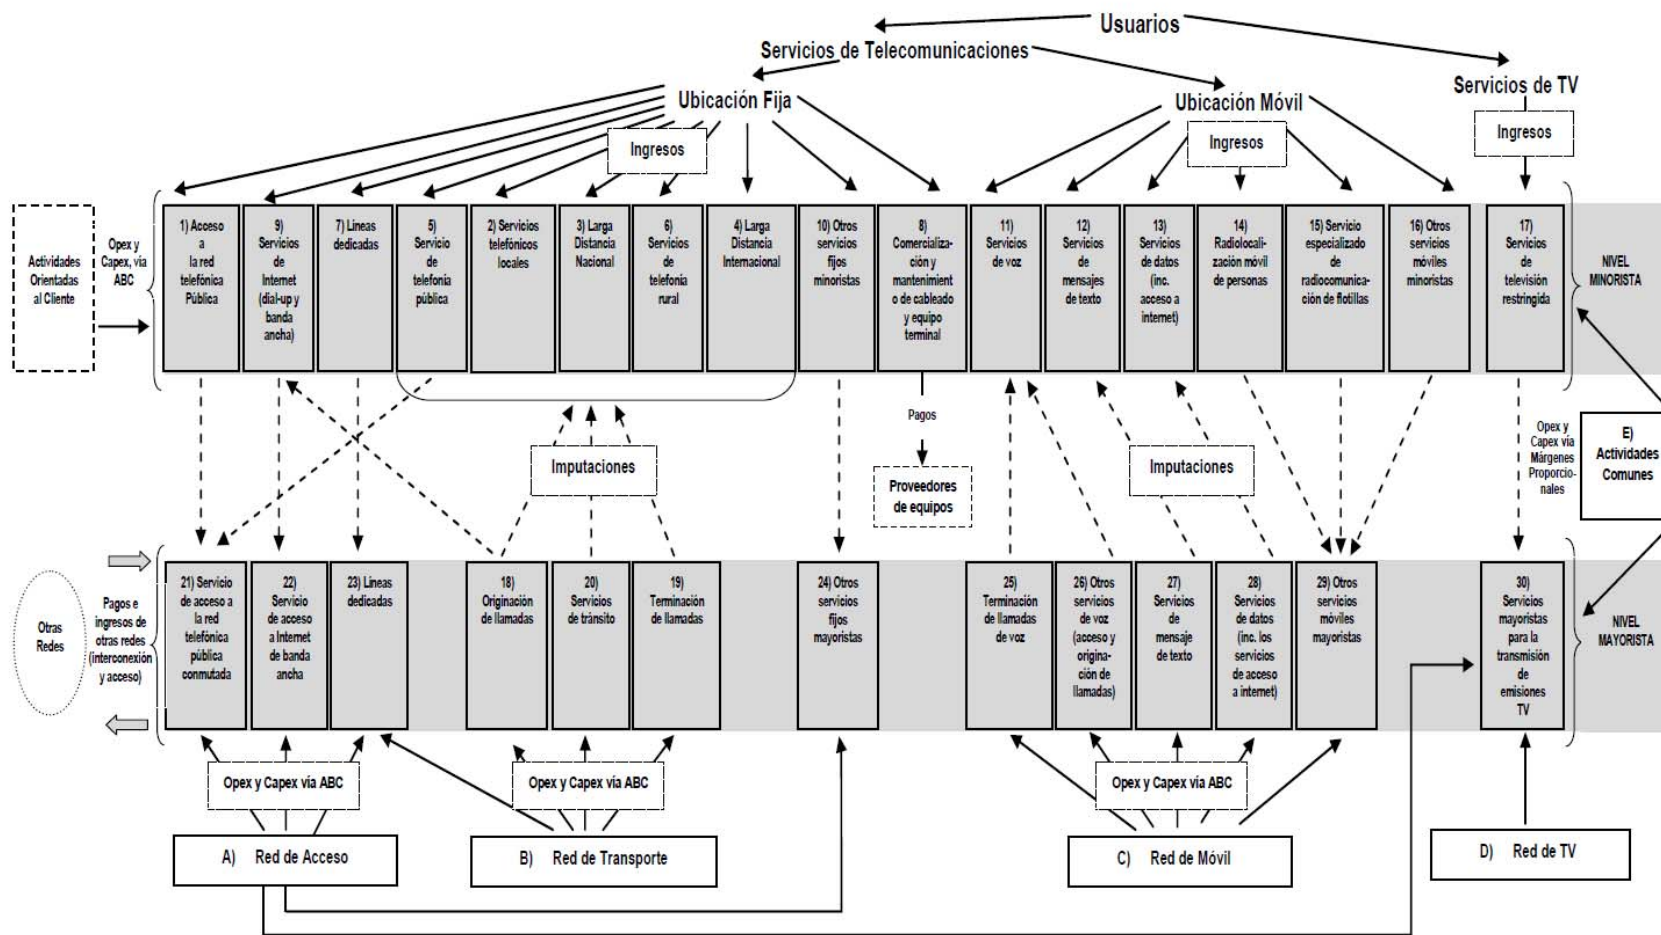 Usuarios
Servicios de Telecomunicaciones
Servicios de TV
Ubicación Fija
Ubicación Móvil
Ingresos
Ingresos
Ingresos
Actividades
Orientadas
al Cliente
Opex y
Capex, vía
ABC
1) Acceso
a
la red
telefónica
Pública
9)
Servicios
de
Internet
(dial-up y
banda
ancha)
7) Líneas
dedicadas
5)
Servicio
de
telefonía
pública
2) Servicios
telefónicos
locales
3) Larga
Distancia
Nacional
6)
Servicios
de
telefonía
rural
4) Larga
Distancia
Internacional
10) Otros
servicios
fijos
minoristas
8)
Comercializa-
ción y
mantenimient
o de cableado
y equipo
terminal
11)
Servicios
de voz
12)
Servicios
de
mensajes
de texto
13)
Servicios
de datos
(inc.
acceso a
internet)
14)
Radiolocali-
zación móvil
de personas
15) Servicio
especializado
de
radiocomunica-
ción de flotillas
16) Otros
servicios
móviles
minoristas
17)
Servicios
de
televisión
restringida
NIVEL
MINORISTA
Pagos
Proveedores
de equipos
Imputaciones
Imputaciones
Opex y
Capex vía
Márgenes
Proporcio-
nales
E)
Actividades
Comunes
Otras
Redes
Pagos e
ingresos de
otras redes
(interconexión
y acceso)
21) Servicio
de acceso a
la red
telefónica
pública
conmutada
22)
Servicio
de acceso
a Internet
de banda
ancha
23) Líneas
dedicadas
18)
Originación
de llamadas
20)
Servicios
de tránsito
19)
Terminación
de llamadas
24) Otros
servicios
fijos
mayoristas
25)
Terminación
de llamadas
de voz
26) Otros
servicios
de voz
(acceso y
origina-
ción de
llamadas)
27)
Servicios
de
mensaje
de texto
28)
Servicios
de datos
(inc. los
servicios
de acceso
a internet)
29) Otros
servicios
móviles
mayoristas
30)
Servicios
mayoristas
para la
transmisión
de
emisiones
TV
NIVEL
MAYORISTA
Opex y Capex vía ABC
Opex y Capex vía ABC
Opex y Capex vía ABC
A) Red de Acceso
B) Red de Transporte
C) Red de Móvil
D) Red de TV